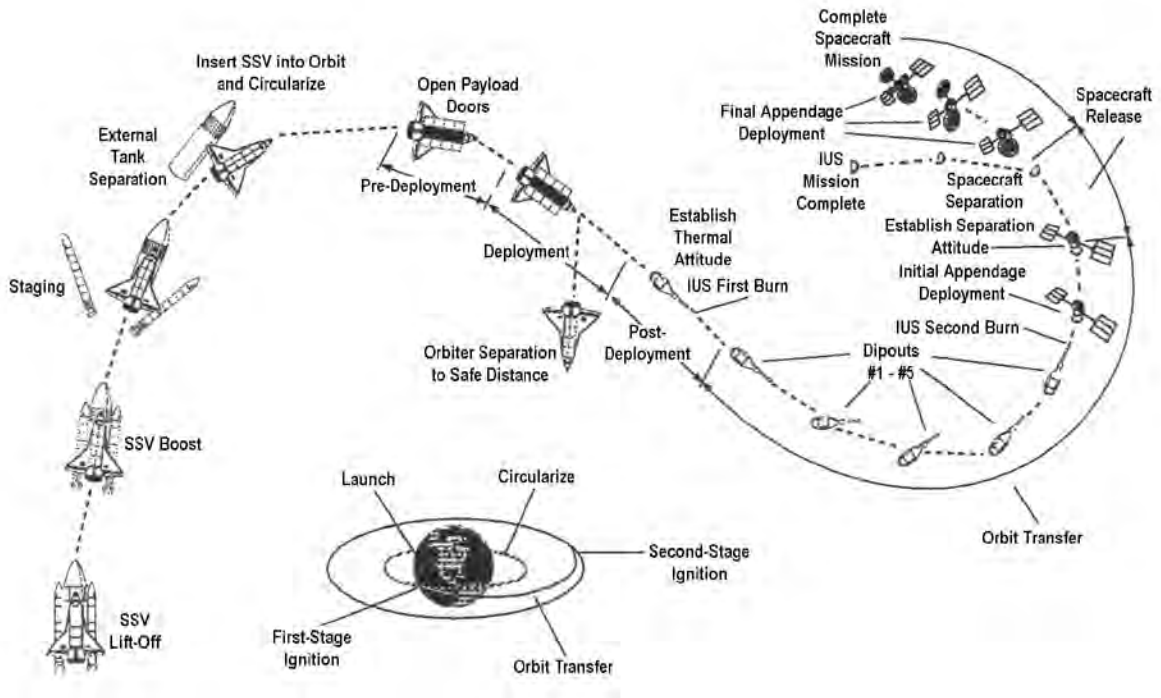 Complete
Spacecraft
Mission
Insert SSV into Orbit
and Circularize
Open Payload
Doors
Spacecraft
Release
Final Appendage
Deployment
External
Tank
Separation
IUS
Mission
Complete
Spacecraft
Separation
Pre-Deployment
Establish
Thermal
Attitude
Establish Separation
Attitude
Deployment
Initial Appendage
Deployment
Staging
IUS First Burn
IUS Second Burn
Post-
Deployment
Orbiter Separation
to Safe Distance
Dipouts
#1 - #5
SSV Boost
Launch
Circularize
Orbit Transfer
Second-Stage
Ignition
SSV
Lift-Off
First-Stage
Ignition
Orbit Transfer